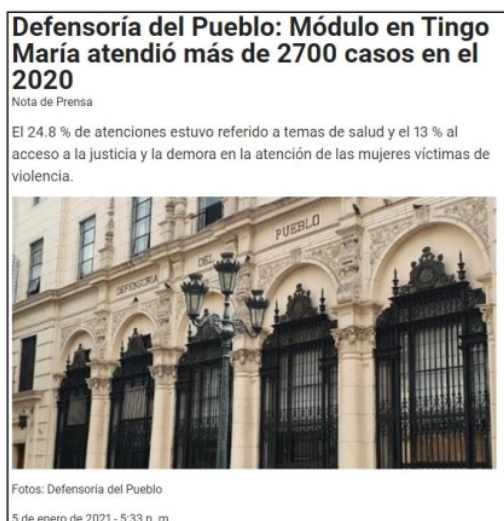 Defensoría del Pueblo: Módulo en Tingo
María atendió más de 2700 casos en el
2020
Nota de Prensa
El 24.8 % de atenciones estuvo referido a temas de salud y el 13 % al
acceso a la justicia y la demora en la atención de las mujeres víctimas de
violencia.
DEFENSORIA DEL PUEBLO
Fotos: Defensoría del Pueblo
5 de enero de 2021 - 5:33 p. m.